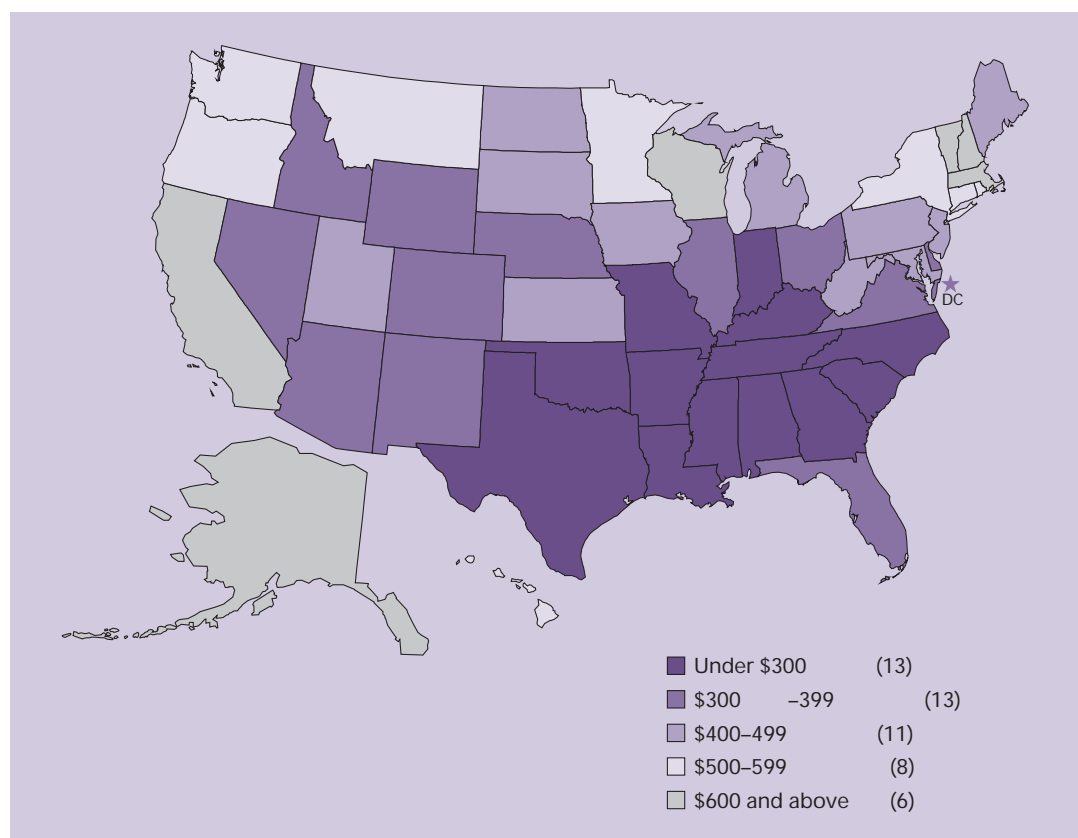 DC
Under $300 (13)
$300 –399 (13)
$400–499 (11)
$500–599 (8)
$600 and above (6)